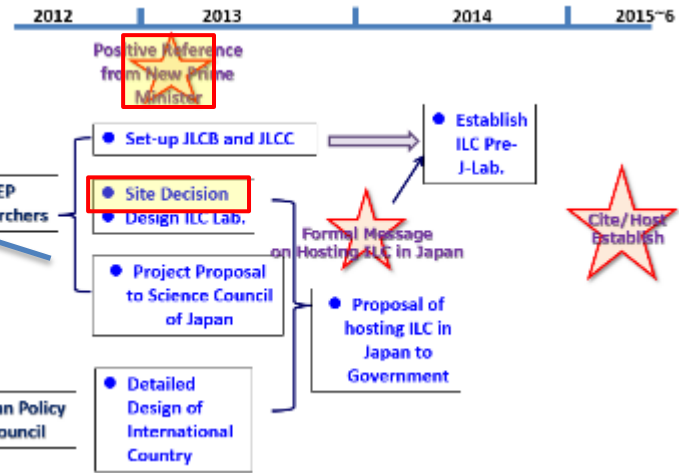 2012 2013 2014 2015~6
Positive Reference
from New Prime
Minister
Set-up JLCB and JLCC
Establish
ILC Pre-
J-Lab.
EP
rchers
Site Decision
Design ILC Lab.
Formal Message
on Hosting ILC in Japan
Cite/Host
Establish
Project Proposal
to Science Council
of Japan
Proposal of
hosting ILC in
Japan to
Government
Detailed
Design of
International
Country
n Policy
ouncil